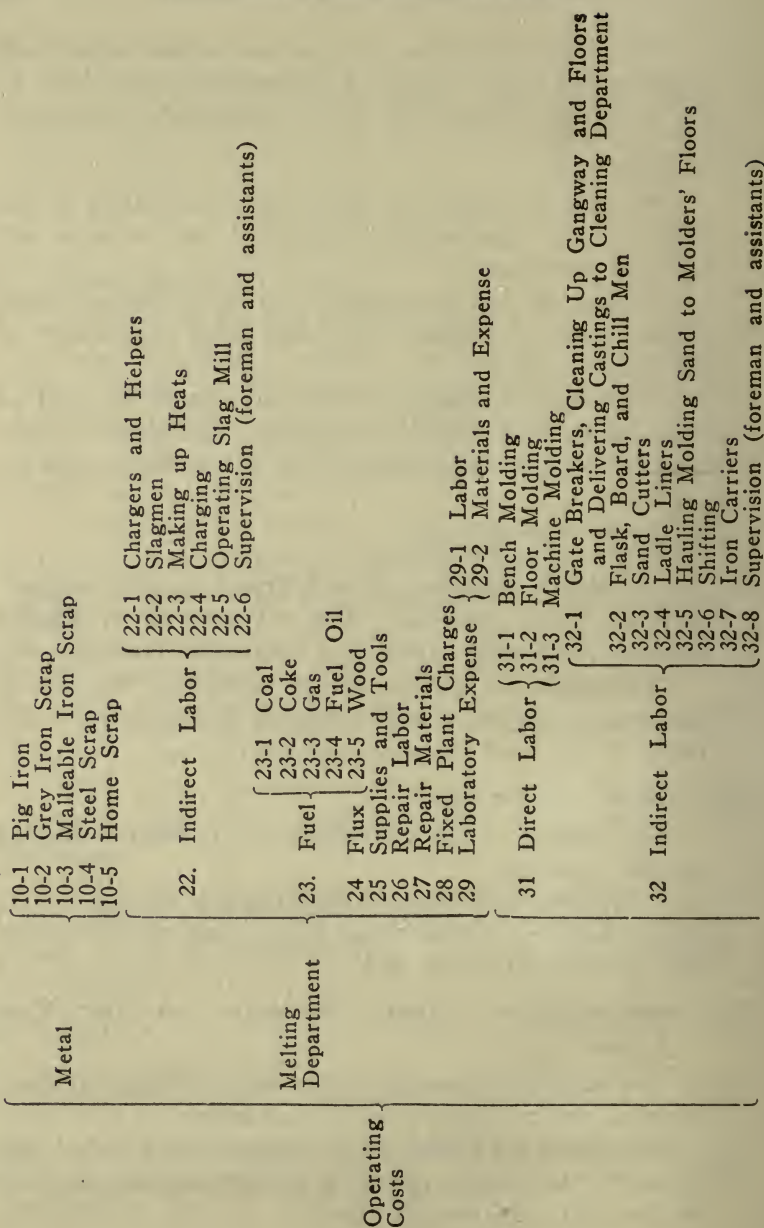 Operating
Costs
Metal
10-1 Pig Iron
10-2 Grey Iron Scrap
10-3 Malleable Iron Scrap
10-4 Steel Scrap
10-5 Home Scrap
Melting
Department
22. Indirect Labor
22-1 Chargers and Helpers
22-2 Slagmen
22-3 Making up Heats
22-4 Charging
22-5 Operating Slag Mill
22-6 Supervision (foreman and assistants)
23. Fuel
23-1 Coal
23-2 Coke
23-3 Gas
23-4 Fuel Oil
23-5 Wood
24 Flux
25 Supplies and Tools
26 Repair Labor
27 Repair Materials
28 Fixed Plant Charges
29 Laboratory Expense
29-1 Labor
29-2 Materials and Expense
31 Direct Labor
31-1 Bench Molding
31-2 Floor Molding
31-3 Machine Molding
32 Indirect Labor
32-1 Gate Breakers, Cleaning Up Gangway and Floors
and Delivering Castings to Cleaning Department
32-2 Flask, Board, and Chill Men
32-3 Sand Cutters
32-4 Ladle Liners
32-5 Hauling Molding Sand to Molders' Floors
32-6 Shifting
32-7 Iron Carriers
32-8 Supervision (foreman and assistants)